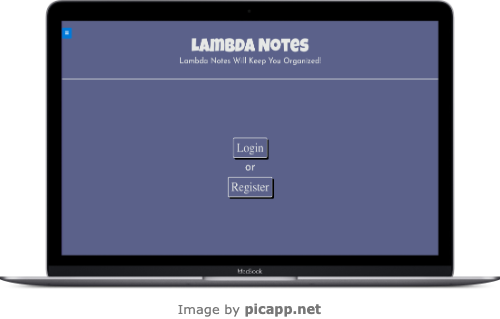 Lambda Notes
Lambda Notes Will Keep You Organized!
Login
or
Register
MacBook
Image by picapp.net